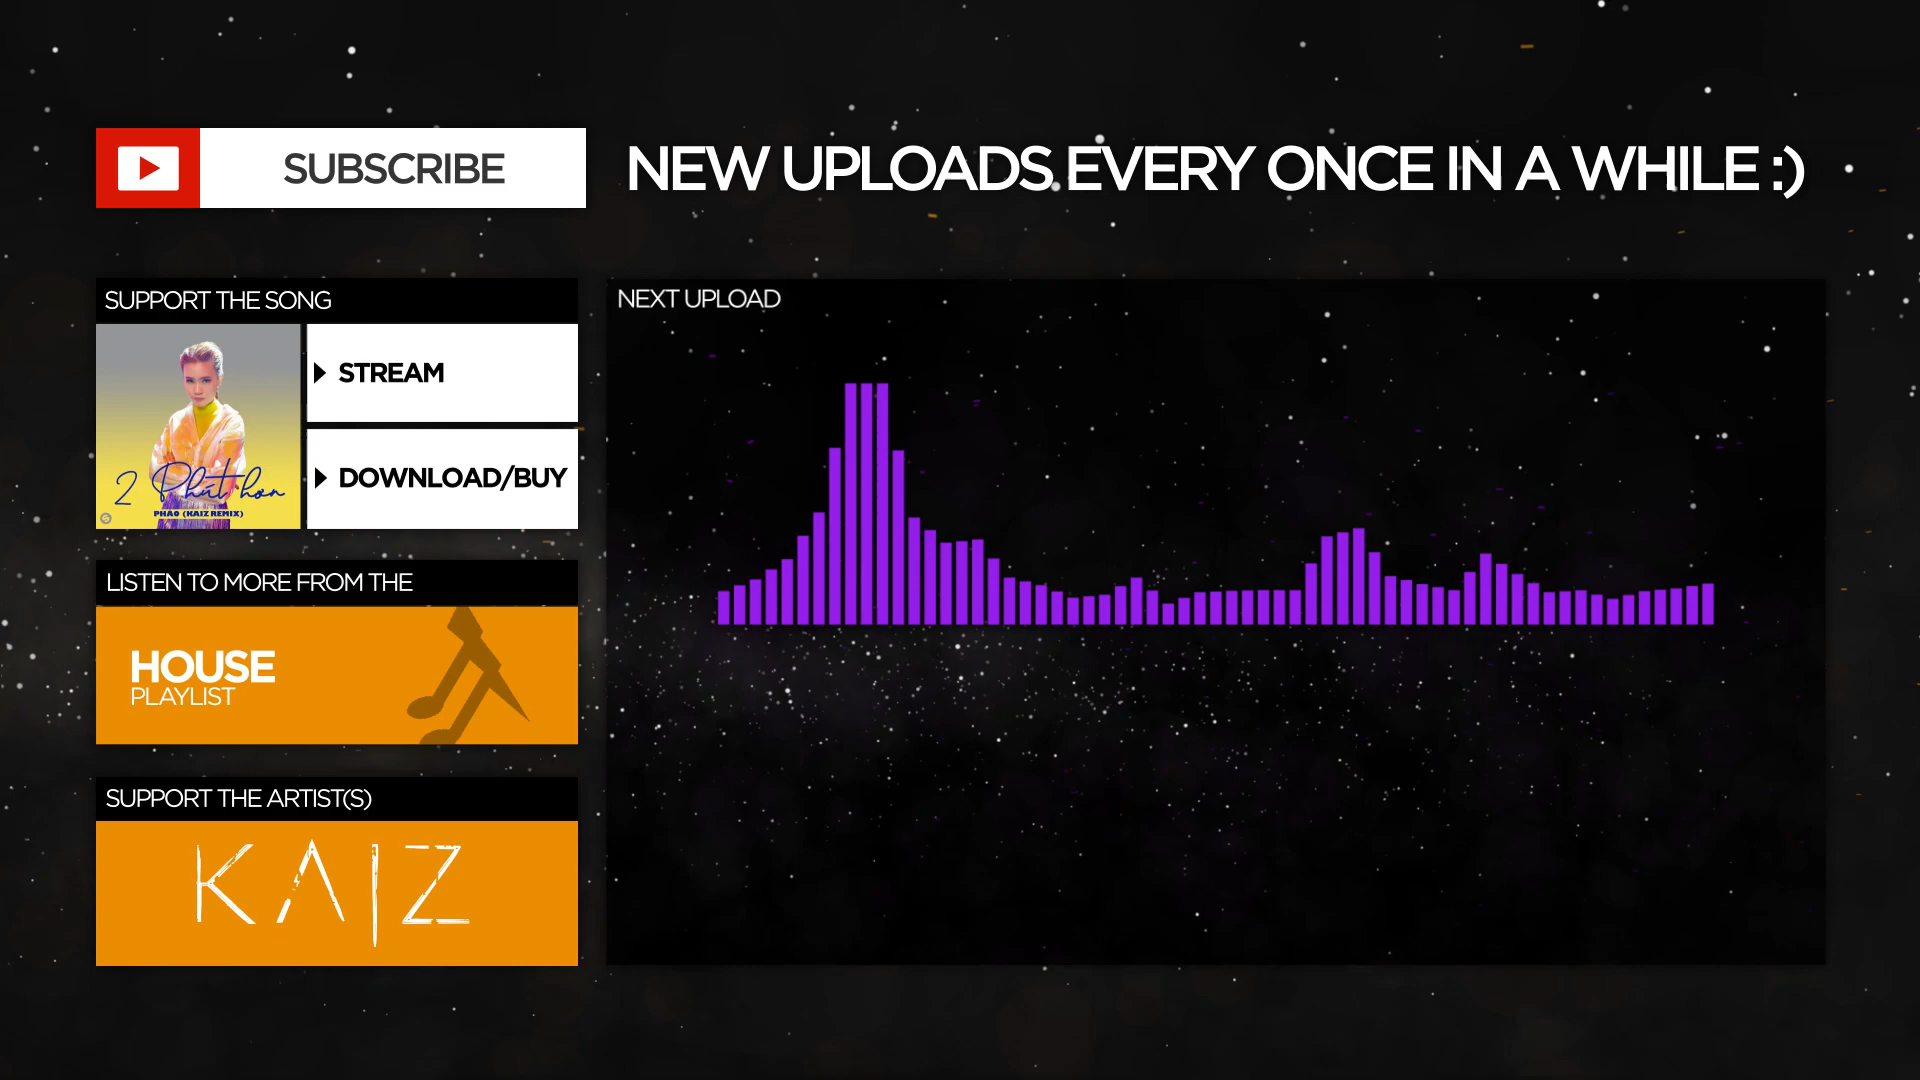 SUBSCRIBE
NEW UPLOADS EVERY ONCE IN A WHILE :)
SUPPORT THE SONG
STREAM
DOWNLOAD/BUY
2 Phút hơn
PHÁO (KAIZ REMIX)
LISTEN TO MORE FROM THE
HOUSE
PLAYLIST
SUPPORT THE ARTIST(S)
KAIZ
NEXT UPLOAD